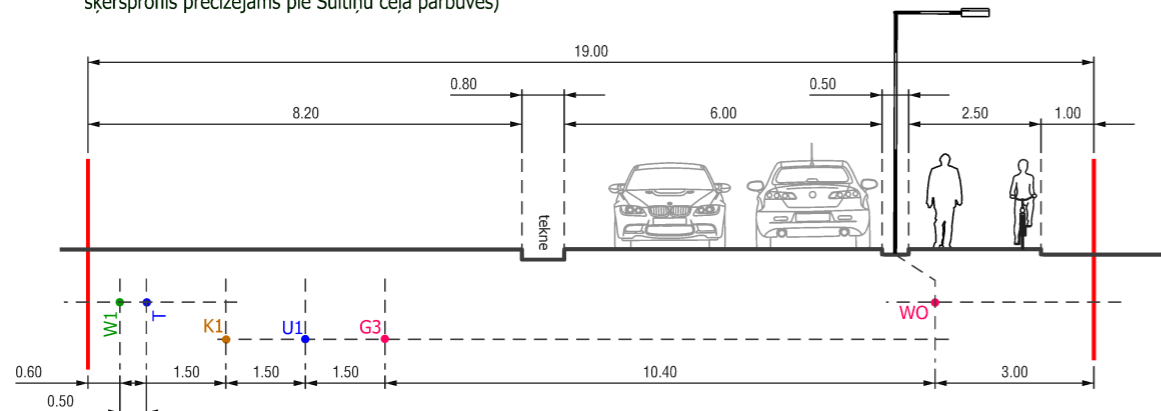 šķērsprofils precizējams pie Sultiņu ceļa pārbūves)
19.00
0.80
0.50
8.20
6.00
2.50
1.00
tekne
W1
T
K1
U1
G3
WO
0.60
1.50
1.50
1.50
10.40
3.00
0.50